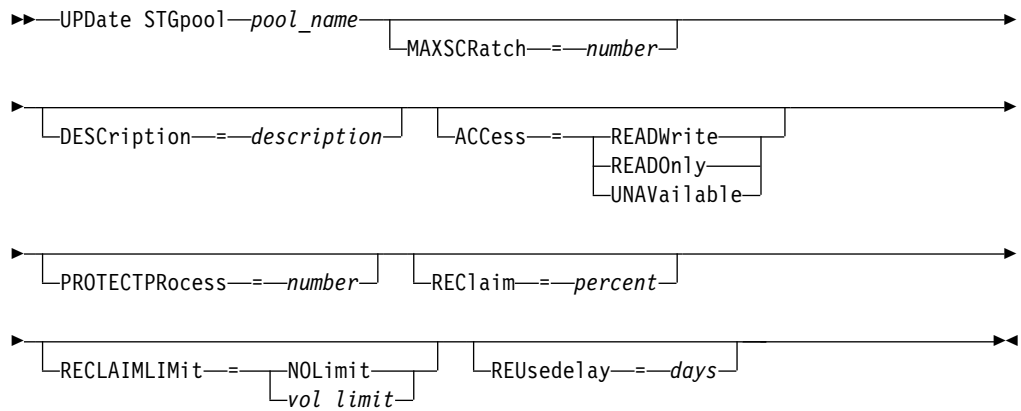 UPDate STGpool pool_name
MAXSCRatch = number
DESCription = description ACCess = READWrite
READOnly
UNAVailable
PROTECTPRocess = number REClaim = percent
RECLAIMLIMit = NOLimit REUsedelay = days
vol limit